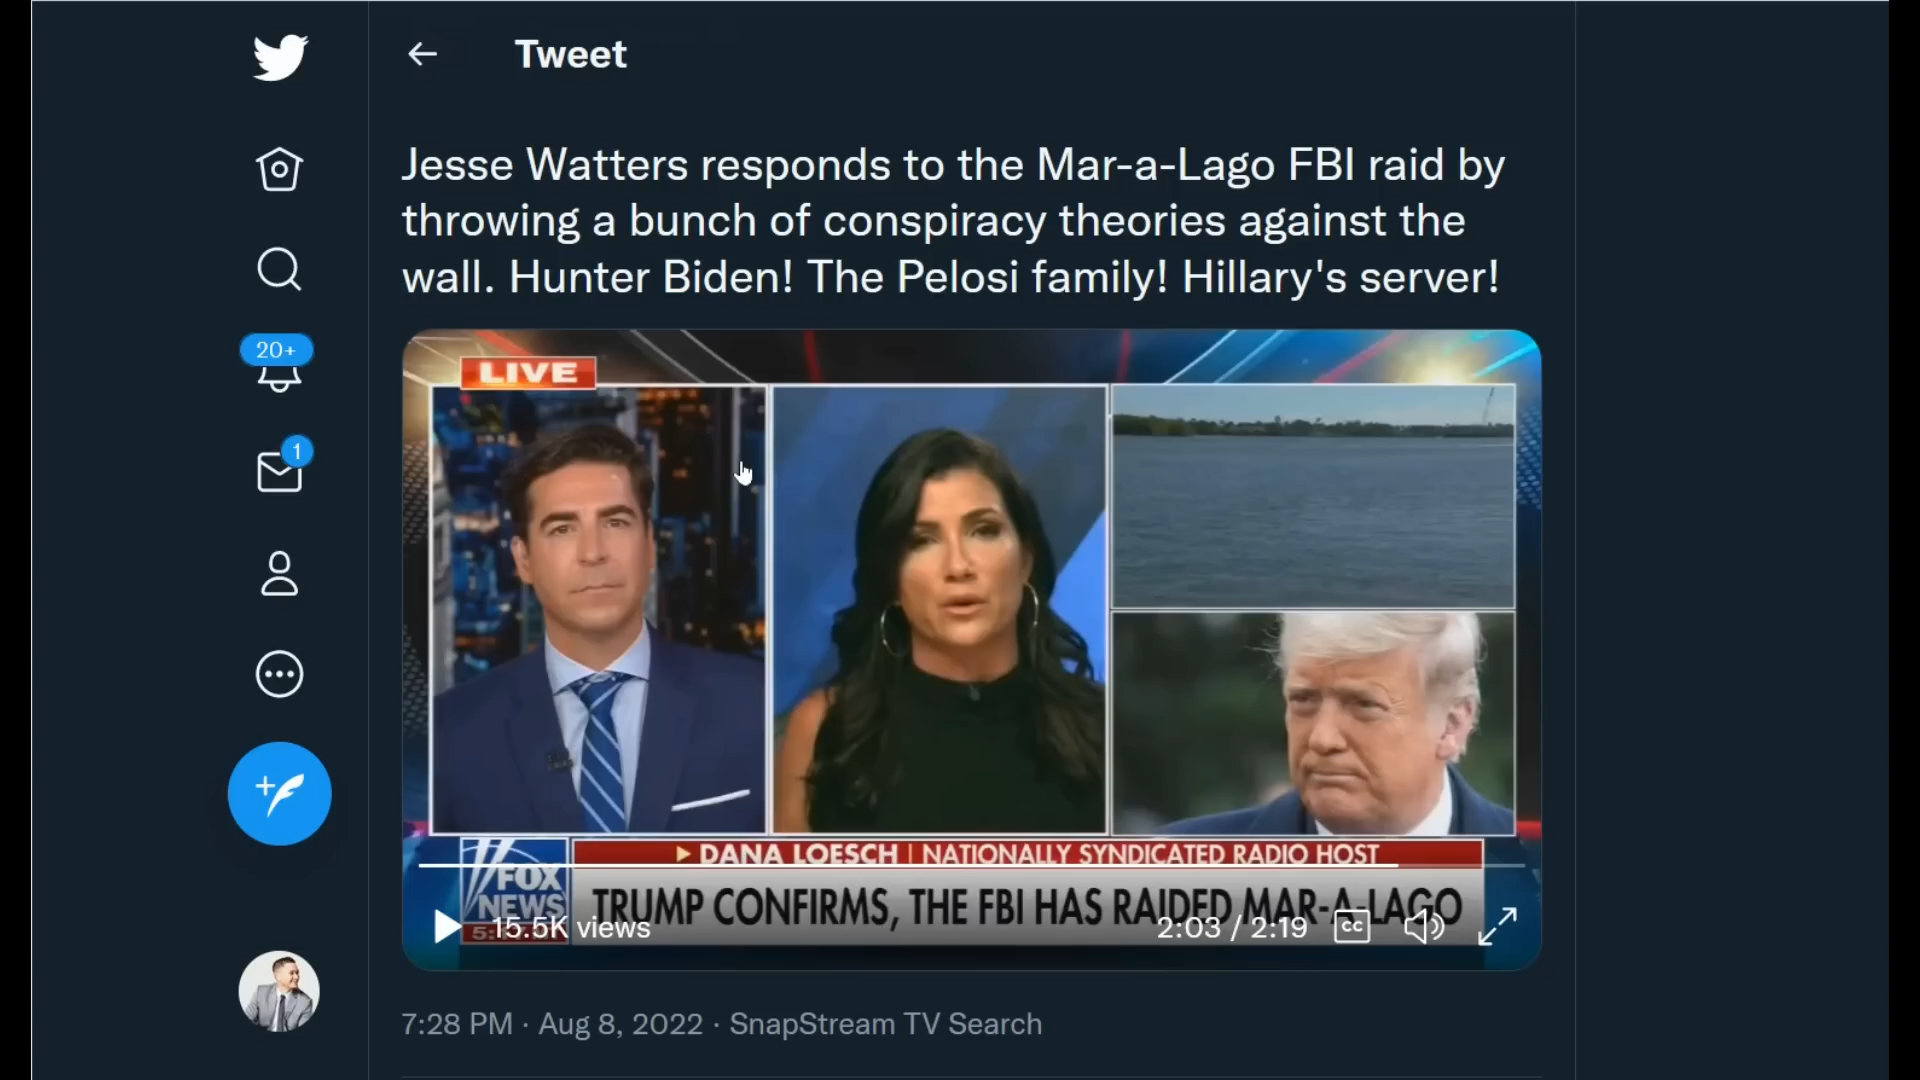 Tweet
Jesse Watters responds to the Mar-a-Lago FBI raid by
throwing a bunch of conspiracy theories against the
wall. Hunter Biden! The Pelosi family! Hillary's server!
20+
1
LIVE
DANA LOESCH | NATIONALLY SYNDICATED RADIO HOST
FOX
NEWS
TRUMP CONFIRMS, THE FBI HAS RAIDED MAR-A-LAGO
15.5K views
2:03 / 2:19
CC
7:28 PM · Aug 8, 2022 · SnapStream TV Search